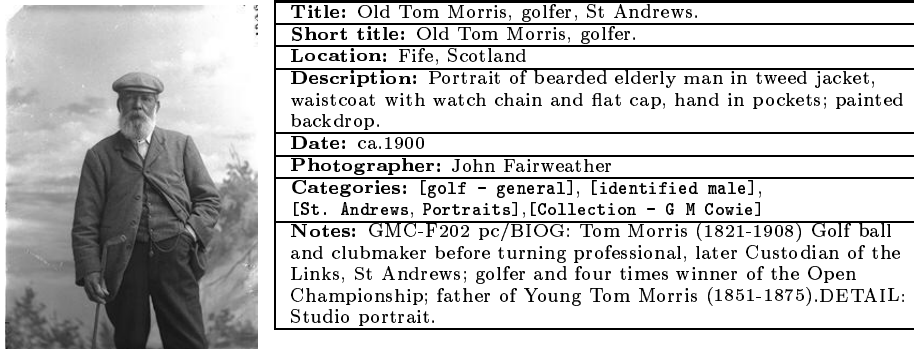 Title: Old Tom Morris, golfer, St Andrews.
Short title: Old Tom Morris, golfer.
Location: Fife, Scotland
Description: Portrait of bearded elderly man in tweed jacket,
waistcoat with watch chain and flat cap, hand in pockets; painted
backdrop.
Date: ca.1900
Photographer: John Fairweather
Categories: [golf - general], [identified male],
[St. Andrews, Portraits],[Collection - G M Cowie]
Notes: GMC-F202 pc/BIOG: Tom Morris (1821-1908) Golf ball
and clubmaker before turning professional, later Custodian of the
Links, St Andrews; golfer and four times winner of the Open
Championship; father of Young Tom Morris (1851-1875).DETAIL:
Studio portrait.